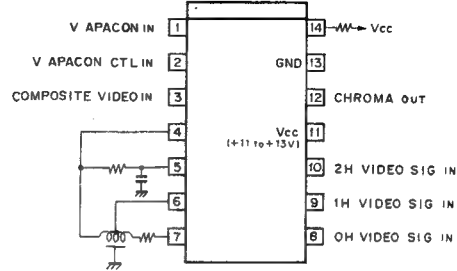 V APACON IN 1 14 Vcc
V APACON CTL IN 2 GND 13
COMPOSITE VIDEO IN 3 12 CHROMA OUT
4 Vcc 11
(+11 TO +13V)
5 10 2H VIDEO SIG IN
6 9 1H VIDEO SIG IN
7 8 0H VIDEO SIG IN